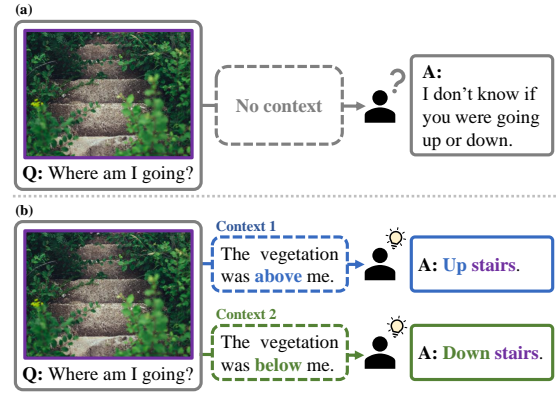 (a)
Q: Where am I going?
No context
?
A:
I don't know if
you were going
up or down.
(b)
Q: Where am I going?
Context 1
The vegetation
was above me.
A: Up stairs.
Context 2
The vegetation
was below me.
A: Down stairs.